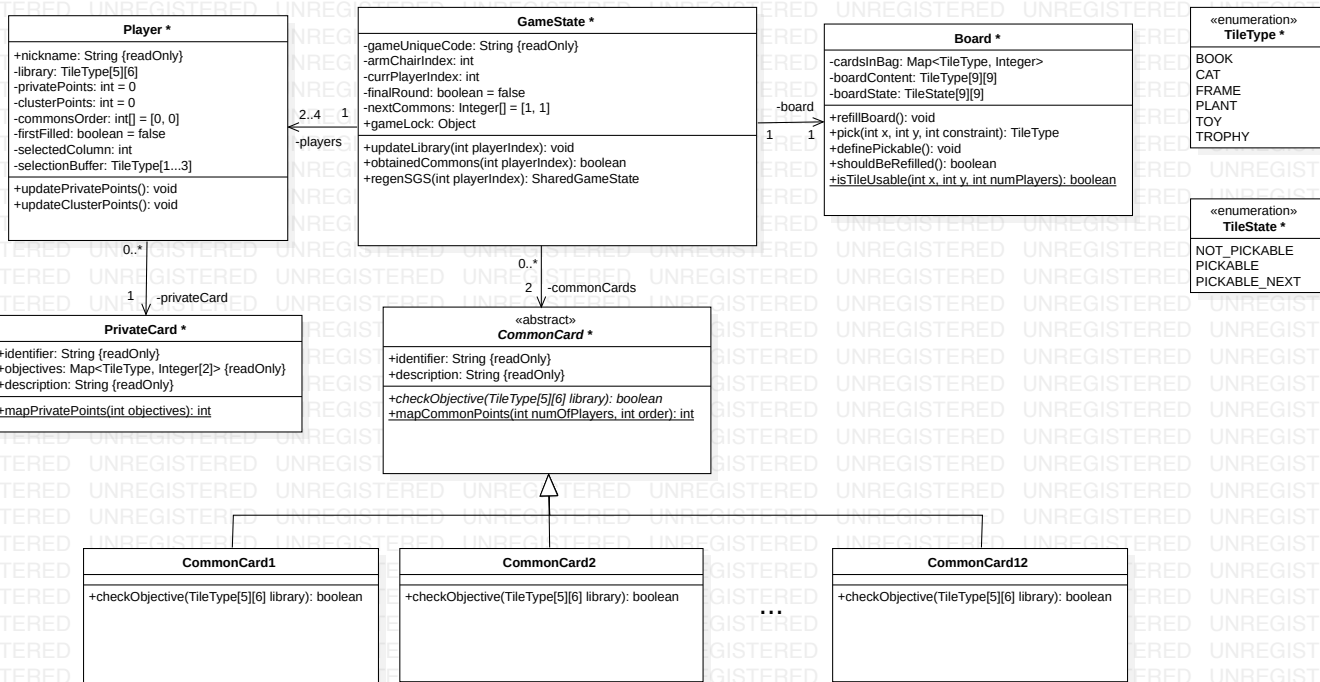 Player *
+nickname: String {readOnly}
-library: TileType[5][6]
-privatePoints: int = 0
-clusterPoints: int = 0
-commonsOrder: int[] = [0, 0]
-firstFilled: boolean = false
-selectedColumn: int
-selectionBuffer: TileType[1...3]
+updatePrivatePoints(): void
+updateClusterPoints(): void
GameState *
-gameUniqueCode: String {readOnly}
-armChairIndex: int
-currPlayerIndex: int
-finalRound: boolean = false
-nextCommons: Integer[] = [1, 1]
+gameLock: Object
+updateLibrary(int playerIndex): void
+obtainedCommons(int playerIndex): boolean
+regenSGS(int playerIndex): SharedGameState
2..4 1
-players
-board
1 1
Board *
-cardsInBag: Map<TileType, Integer>
-boardContent: TileType[9][9]
-boardState: TileState[9][9]
+refillBoard(): void
+pick(int x, int y, int constraint): TileType
+definePickable(): void
+shouldBeRefilled(): boolean
+isTileUsable(int x, int y, int numPlayers): boolean
«enumeration»
TileType *
BOOK
CAT
FRAME
PLANT
TOY
TROPHY
«enumeration»
TileState *
NOT_PICKABLE
PICKABLE
PICKABLE_NEXT
0..*
1 -privateCard
0..*
2 -commonCards
PrivateCard *
+identifier: String {readOnly}
+objectives: Map<TileType, Integer[2]> {readOnly}
+description: String {readOnly}
+mapPrivatePoints(int objectives): int
«abstract»
CommonCard *
+identifier: String {readOnly}
+description: String {readOnly}
+checkObjective(TileType[5][6] library): boolean
+mapCommonPoints(int numOfPlayers, int order): int
CommonCard1
+checkObjective(TileType[5][6] library): boolean
CommonCard2
+checkObjective(TileType[5][6] library): boolean
...
CommonCard12
+checkObjective(TileType[5][6] library): boolean
UNREGISTERED